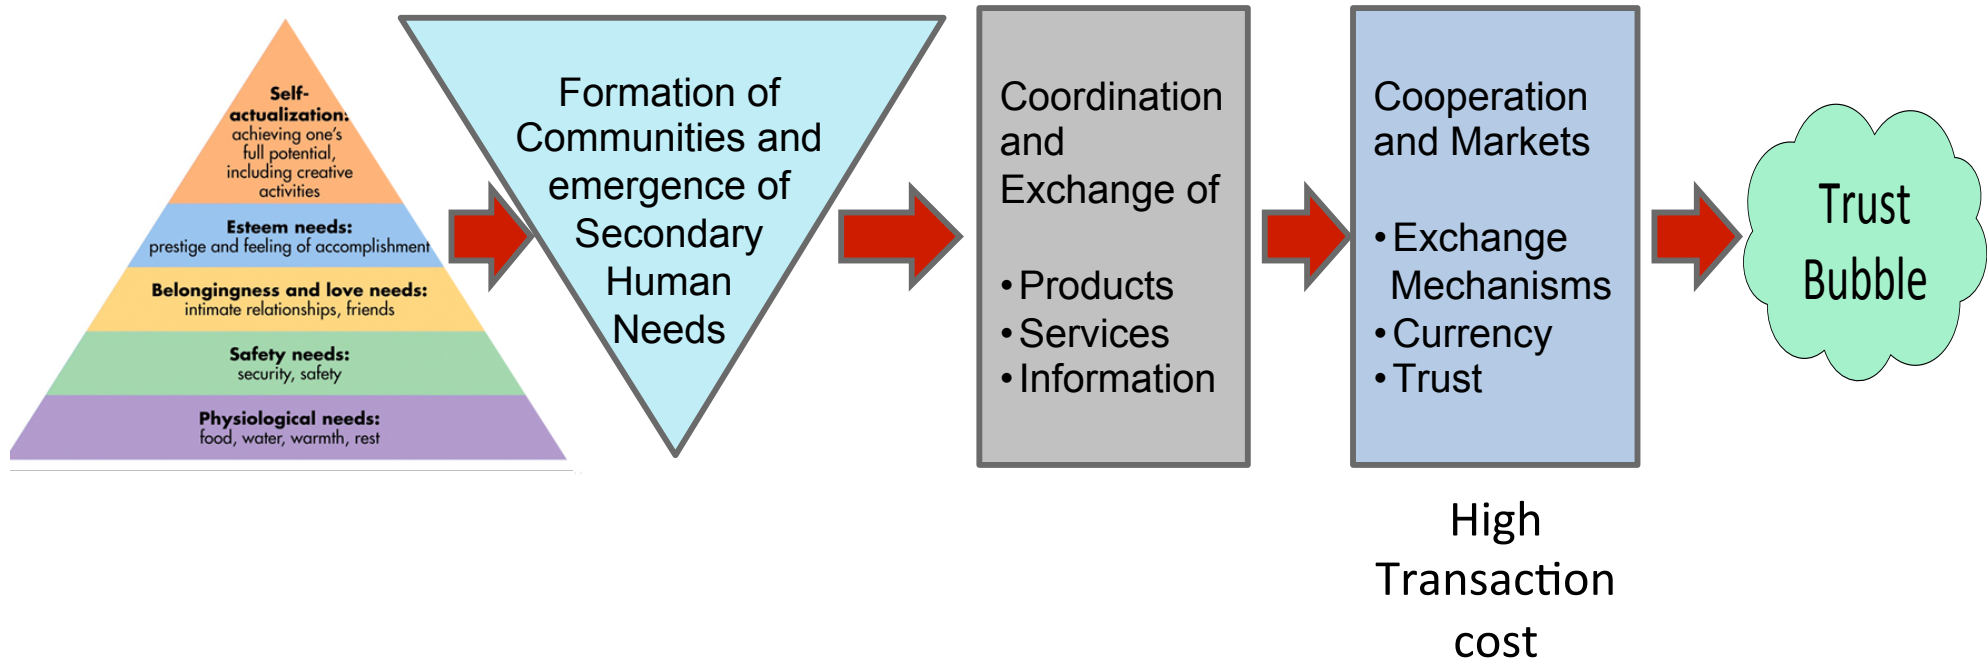 Self-
actualization:
achieving one's
full potential,
including creative
activities
Esteem needs:
prestige and feeling of accomplishment
Belongingness and love needs:
intimate relationships, friends
Safety needs:
security, safety
Physiological needs:
food, water, warmth, rest
Formation of
Communities and
emergence of
Secondary
Human
Needs
Coordination
and
Exchange of
•Products
•Services
•Information
Cooperation
and Markets
•Exchange
Mechanisms
•Currency
•Trust
High
Transaction
cost
Trust
Bubble